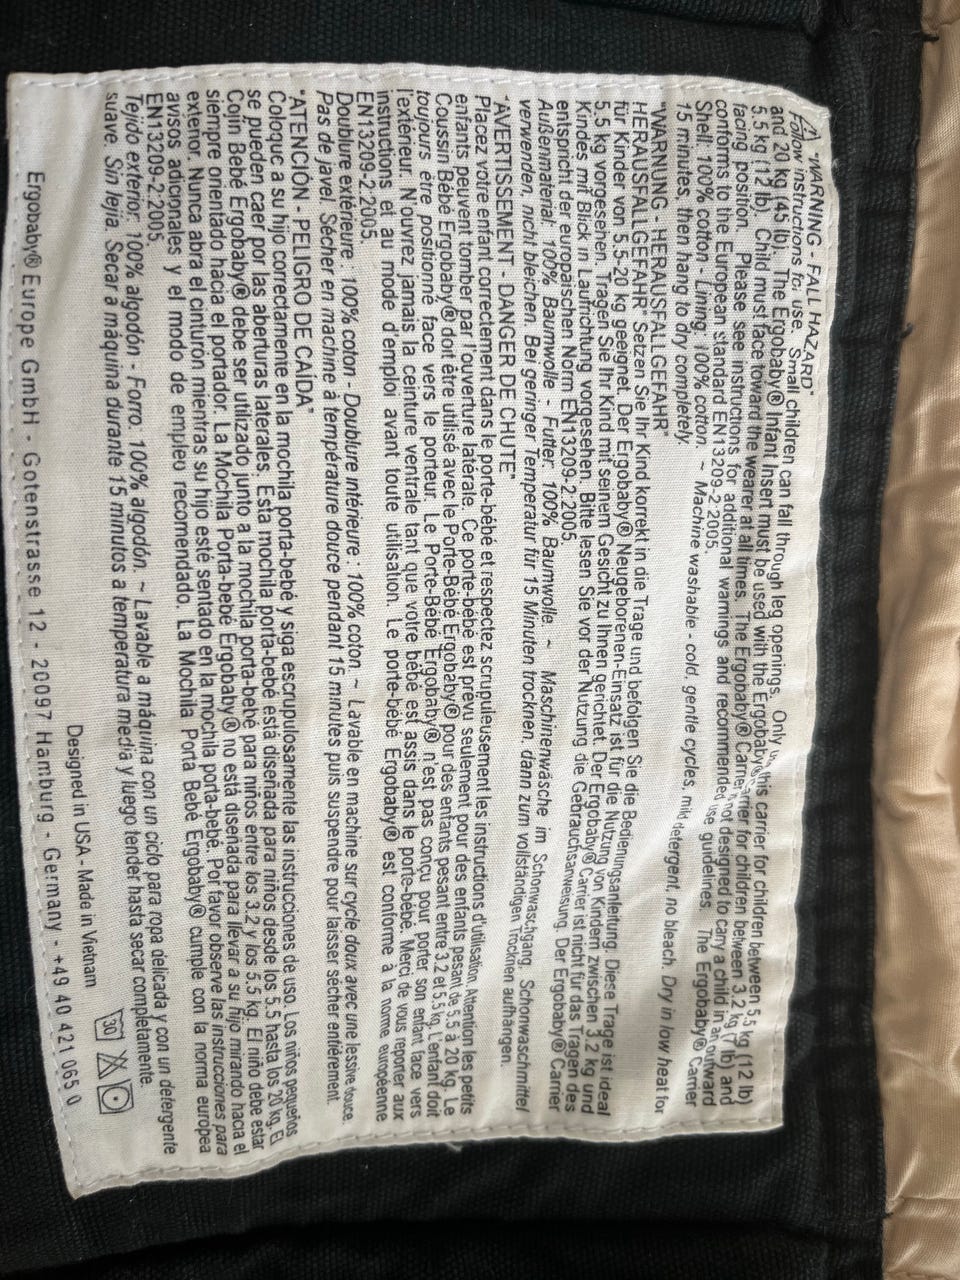 ⚠ "WARNING - FALL HAZARD"
Follow instructions for use. Small children can fall through leg openings. Only use this carrier for children between 5.5 kg (12 lb)
and 20 kg (45 lb). The Ergobaby® Infant Insert must be used with the Ergobaby® Carrier for children between 3.2 kg (7 lb) and
5.5 kg (12 lb). Child must face toward the wearer at all times. The Ergobaby® Carrier not designed to carry a child in an outward
facing position. Please see instructions for additional warnings and recommended use guidelines. The Ergobaby® Carrier
conforms to the European standard EN13209-2:2005.
Shell: 100% cotton - Linning: 100% cotton. ~ Machine washable - cold, gentle cycles, mild detergent, no bleach. Dry in low heat for
15 minutes, then hang to dry completely.
"WARNUNG - HERAUSFALLGEFAHR"
HERAUSFALLGEFAHR" Setzen Sie Ihr Kind korrekt in die Trage und befolgen Sie die Bedienungsanleitung. Diese Trage ist ideal
für Kinder von 5,5-20 kg geeignet. Der Ergobaby® Neugeborenen-Einsatz ist für die Nutzung von Kindern zwischen 3,2 kg und
5,5 kg vorgesehen. Tragen Sie Ihr Kind mit seinem Gesicht zu Ihnen gerichtet. Der Ergobaby® Carrier ist nicht für das Tragen des
Kindes mit Blick in Laufrichtung vorgesehen. Bitte lesen Sie vor der Nutzung die Gebrauchsanweisung. Der Ergobaby® Carrier
entspricht der europäischen Norm EN13209-2:2005.
Außenmaterial: 100% Baumwolle - Futter: 100% Baumwolle. ~ Maschinenwäsche im Schonwaschgang. Schonwaschmittel
verwenden, nicht bleichen. Bei geringer Temperatur für 15 Minuten trocknen, dann zum vollständigen Trocknen aufhängen.
"AVERTISSEMENT - DANGER DE CHUTE"
Placez votre enfant correctement dans le porte-bébé et respectez scrupuleusement les instructions d'utilisation. Attention les petits
enfants peuvent tomber par l'ouverture latérale. Ce porte-bébé est prévu seulement pour des enfants pesant de 5,5 à 20 kg. Le
Coussin Bébé Ergobaby® doit être utilisé avec le Porte-Bébé Ergobaby® pour des enfants pesant entre 3,2 et 5,5 kg. L'enfant doit
toujours être positionné face vers le porteur. Le Porte-Bébé Ergobaby® n'est pas conçu pour porter son enfant face vers
l'extérieur. N'ouvrez jamais la ceinture ventrale tant que votre bébé est assis dans le porte-bébé. Merci de vous reporter aux
instructions et au mode d'emploi avant toute utilisation. Le porte-bébé Ergobaby® est conforme à la norme européenne
EN13209-2:2005.
Doublure extérieure : 100% coton - Doublure intérieure : 100% coton. ~ Lavable en machine sur cycle doux avec une lessive douce.
Pas de javel. Sécher en machine à température douce pendant 15 minutes puis suspendre pour laisser sécher entièrement.
"ATENCIÓN PELIGRO DE CAÍDA"
Coloque a su hijo correctamente en la mochila porta-bebé y siga escrupulosamente las instrucciones de uso. Los niños pequeños
se pueden caer por las aberturas laterales. Esta mochila porta-bebé está diseñada para niños desde los 5,5 hasta los 20 kg. El
Cojín Bebé Ergobaby® debe ser utilizado junto a la mochila porta-bebé para niños entre los 3.2 y los 5.5 kg. El niño debe estar
siempre orientado hacia el portador. La Mochila Porta-bebé Ergobaby® no está diseñada para llevar a su hijo mirando hacia el
exterior. Nunca abra el cinturón mientras su hijo esté sentado en la mochila porta-bebé. Por favor observe las instrucciones para
avisos adicionales y el modo de empleu recomendado. La Mochila Porta Bebé Ergobaby® cumple con la norma europea
EN13209-2:2005.
Tejido exterior: 100% algodón - Forro: 100% algodón. ~ Lavable a máquina con un ciclo para ropa delicada y con un detergente
suave. Sin lejía. Secar a máquina durante 15 minutos a temperatura media y luego tender hasta secar completamente.
Designed in USA - Made in Vietnam
30
Ergobaby® Europe GmbH - Gotenstrasse 12 - 20097 Hamburg - Germany - +49 40 421 065 0